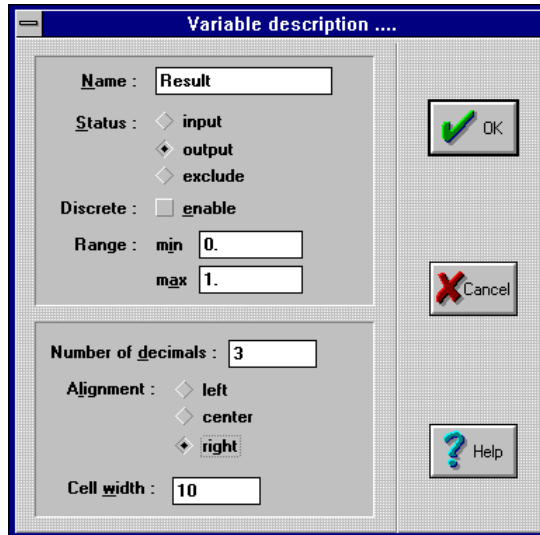 Variable description ....
Name : Result
Status : input
output
exclude
Discrete : enable
Range : min 0.
max 1.
Number of decimals : 3
Alignment : left
center
right
Cell width : 10
OK
Cancel
Help